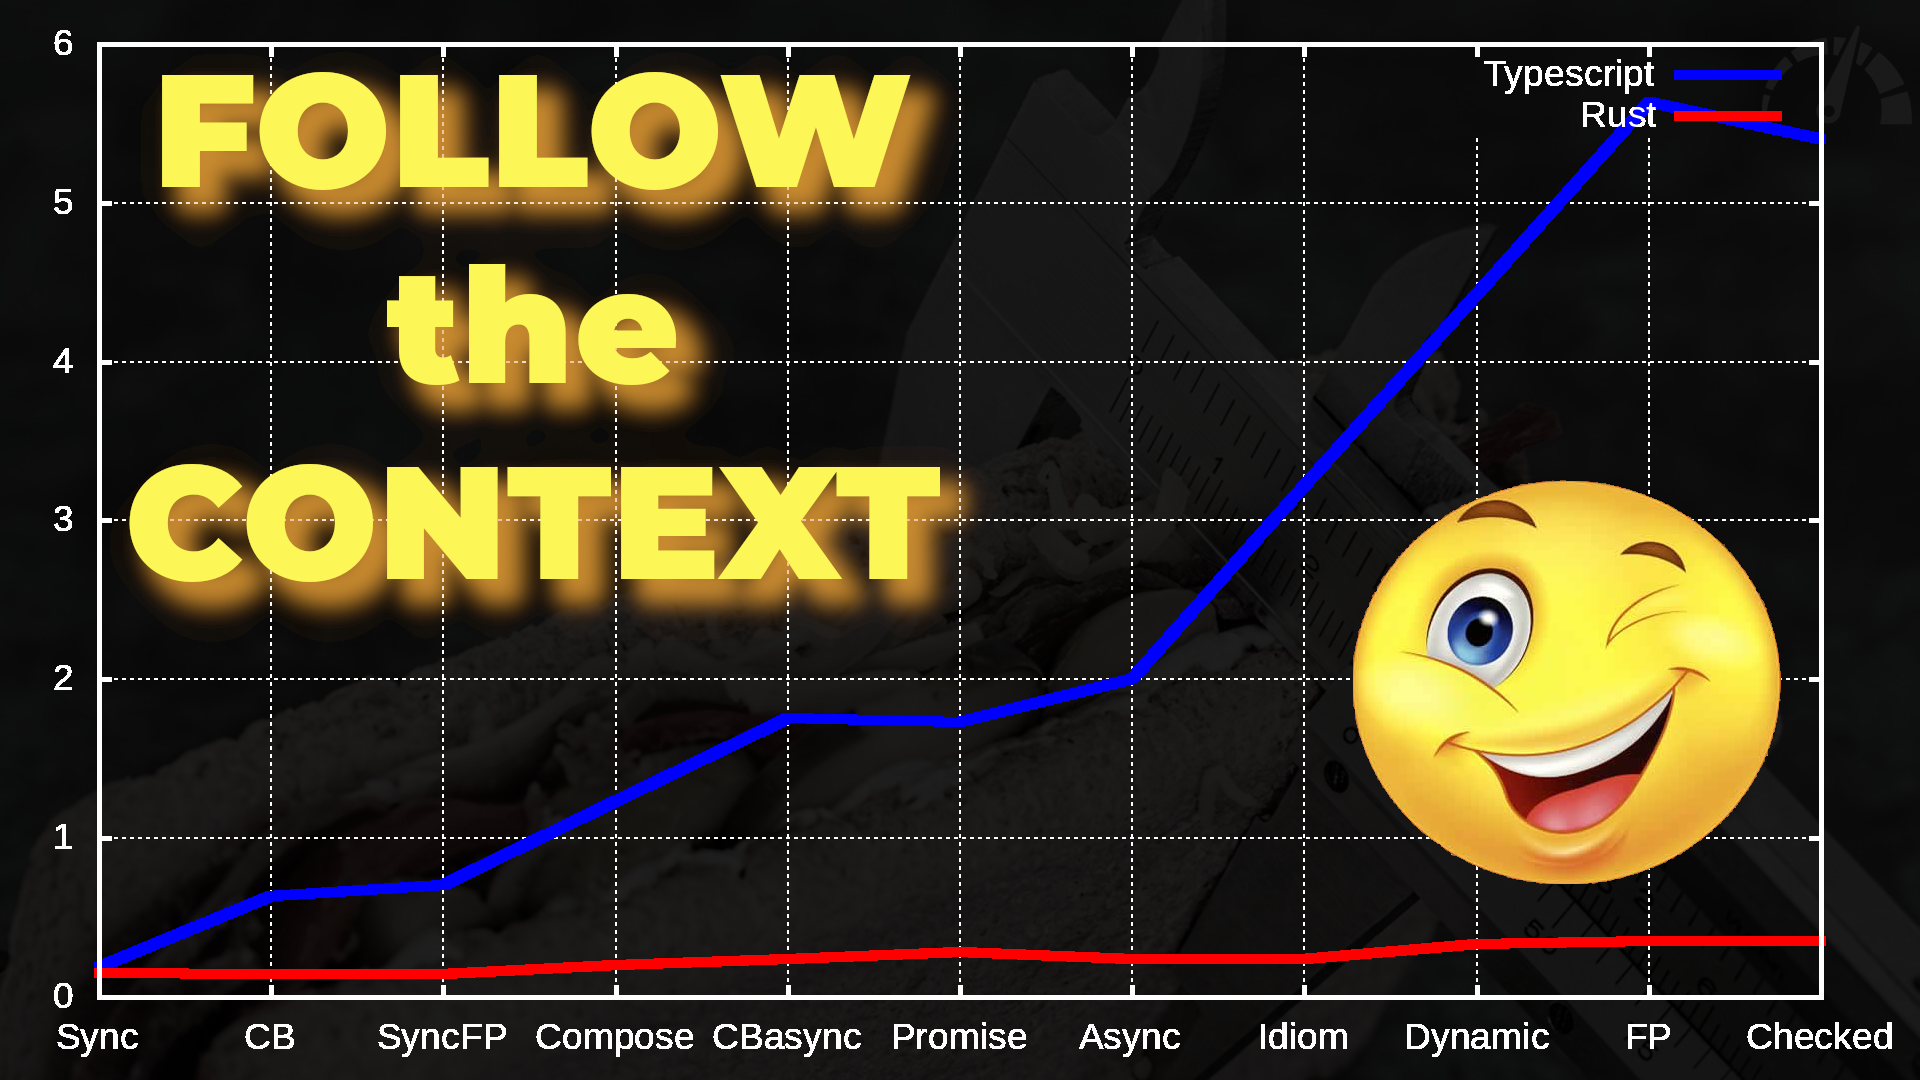 FOLLOW
the
CONTEXT
Typescript
Rust
6
5
4
3
2
1
0
Sync CB SyncFP Compose CBasync Promise Async Idiom Dynamic FP Checked